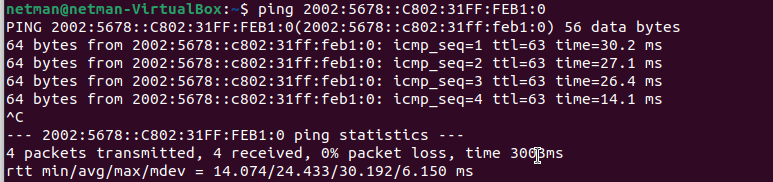 netman@netman-VirtualBox:~$ ping 2002:5678::C802:31FF:FEB1:0
PING 2002:5678::C802:31FF:FEB1:0(2002:5678::c802:31ff:feb1:0) 56 data bytes
64 bytes from 2002:5678::c802:31ff:feb1:0: icmp_seq=1 ttl=63 time=30.2 ms
64 bytes from 2002:5678::c802:31ff:feb1:0: icmp_seq=2 ttl=63 time=27.1 ms
64 bytes from 2002:5678::c802:31ff:feb1:0: icmp_seq=3 ttl=63 time=26.4 ms
64 bytes from 2002:5678::c802:31ff:feb1:0: icmp_seq=4 ttl=63 time=14.1 ms
^C
--- 2002:5678::C802:31FF:FEB1:0 ping statistics ---
4 packets transmitted, 4 received, 0% packet loss, time 3003ms
rtt min/avg/max/mdev = 14.074/24.433/30.192/6.150 ms